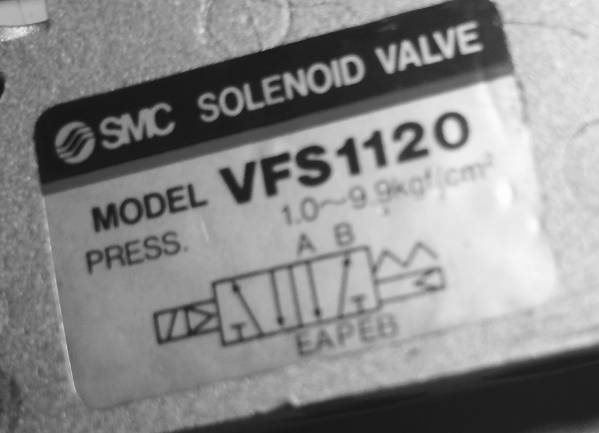 SMC SOLENOID VALVE
MODEL VFS1120
PRESS. 1.0~9.9kgf/cm²
A B
EAPEB